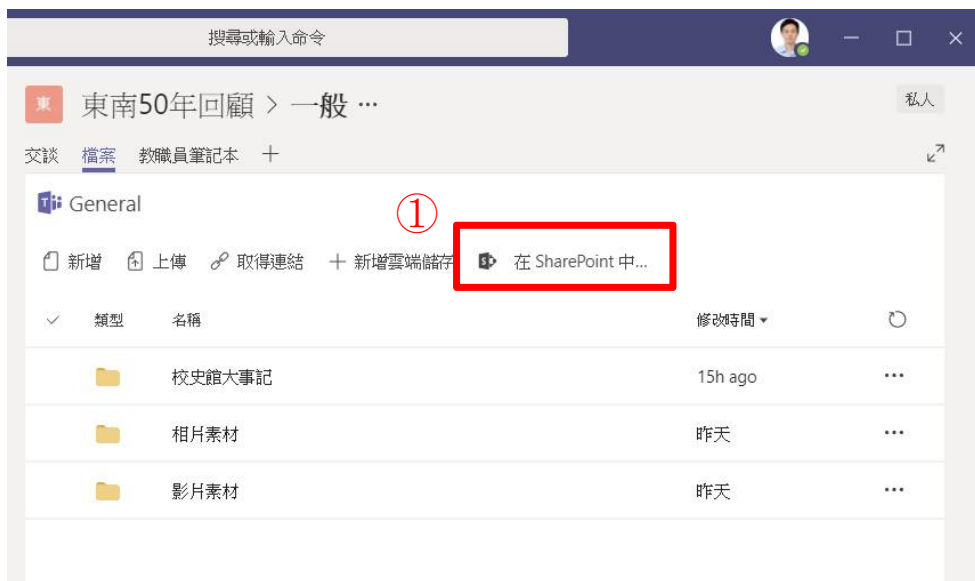 搜尋或輸入命令
東 東南50年回顧 > 一般 ··· 私人
交談 檔案 教職員筆記本 +
General
①
新增 上傳 取得連結 + 新增雲端儲存 在 SharePoint 中...
類型 名稱 修改時間
校史館大事記 15h ago
相片素材 昨天
影片素材 昨天